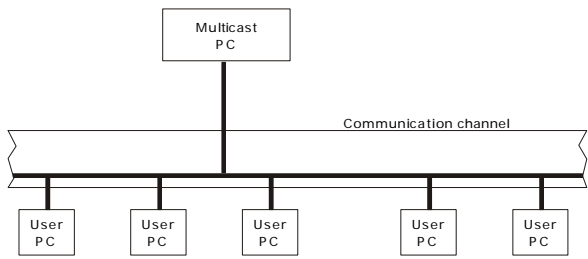 Multicast
PC
Communication channel
User
PC
User
PC
User
PC
User
PC
User
PC